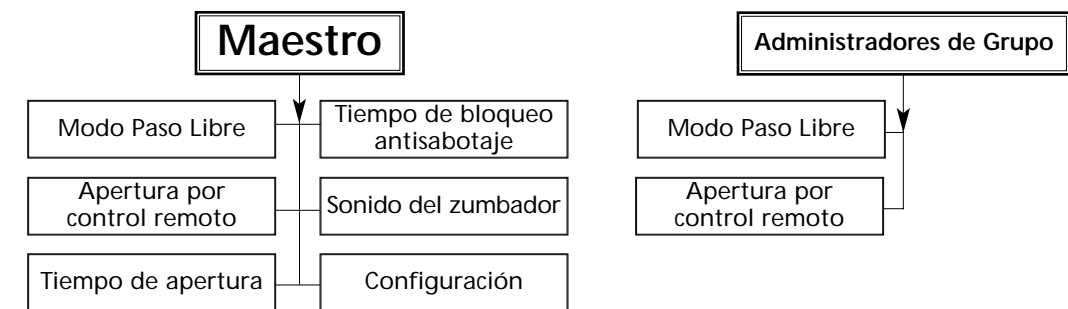 Maestro
Modo Paso Libre
Tiempo de bloqueo
antisabotaje
Apertura por
control remoto
Sonido del zumbador
Tiempo de apertura
Configuración
Administradores de Grupo
Modo Paso Libre
Apertura por
control remoto